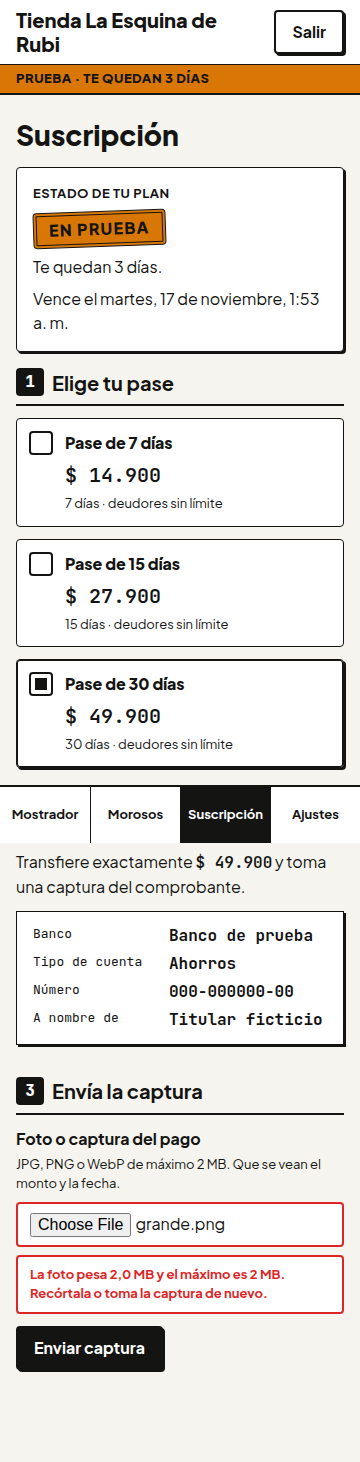 Tienda La Esquina de
Rubi
Salir
PRUEBA · TE QUEDAN 3 DÍAS
Suscripción
ESTADO DE TU PLAN
EN PRUEBA
Te quedan 3 días.
Vence el martes, 17 de noviembre, 1:53
a. m.
1 Elige tu pase
Pase de 7 días
$ 14.900
7 días · deudores sin límite
Pase de 15 días
$ 27.900
15 días · deudores sin límite
Pase de 30 días
$ 49.900
30 días · deudores sin límite
Mostrador Morosos Suscripción Ajustes
Transfiere exactamente $ 49.900 y toma
una captura del comprobante.
Banco Banco de prueba
Tipo de cuenta Ahorros
Número 000-000000-00
A nombre de Titular ficticio
3 Envía la captura
Foto o captura del pago
JPG, PNG o WebP de máximo 2 MB. Que se vean el
monto y la fecha.
Choose File grande.png
La foto pesa 2,0 MB y el máximo es 2 MB.
Recórtala o toma la captura de nuevo.
Enviar captura